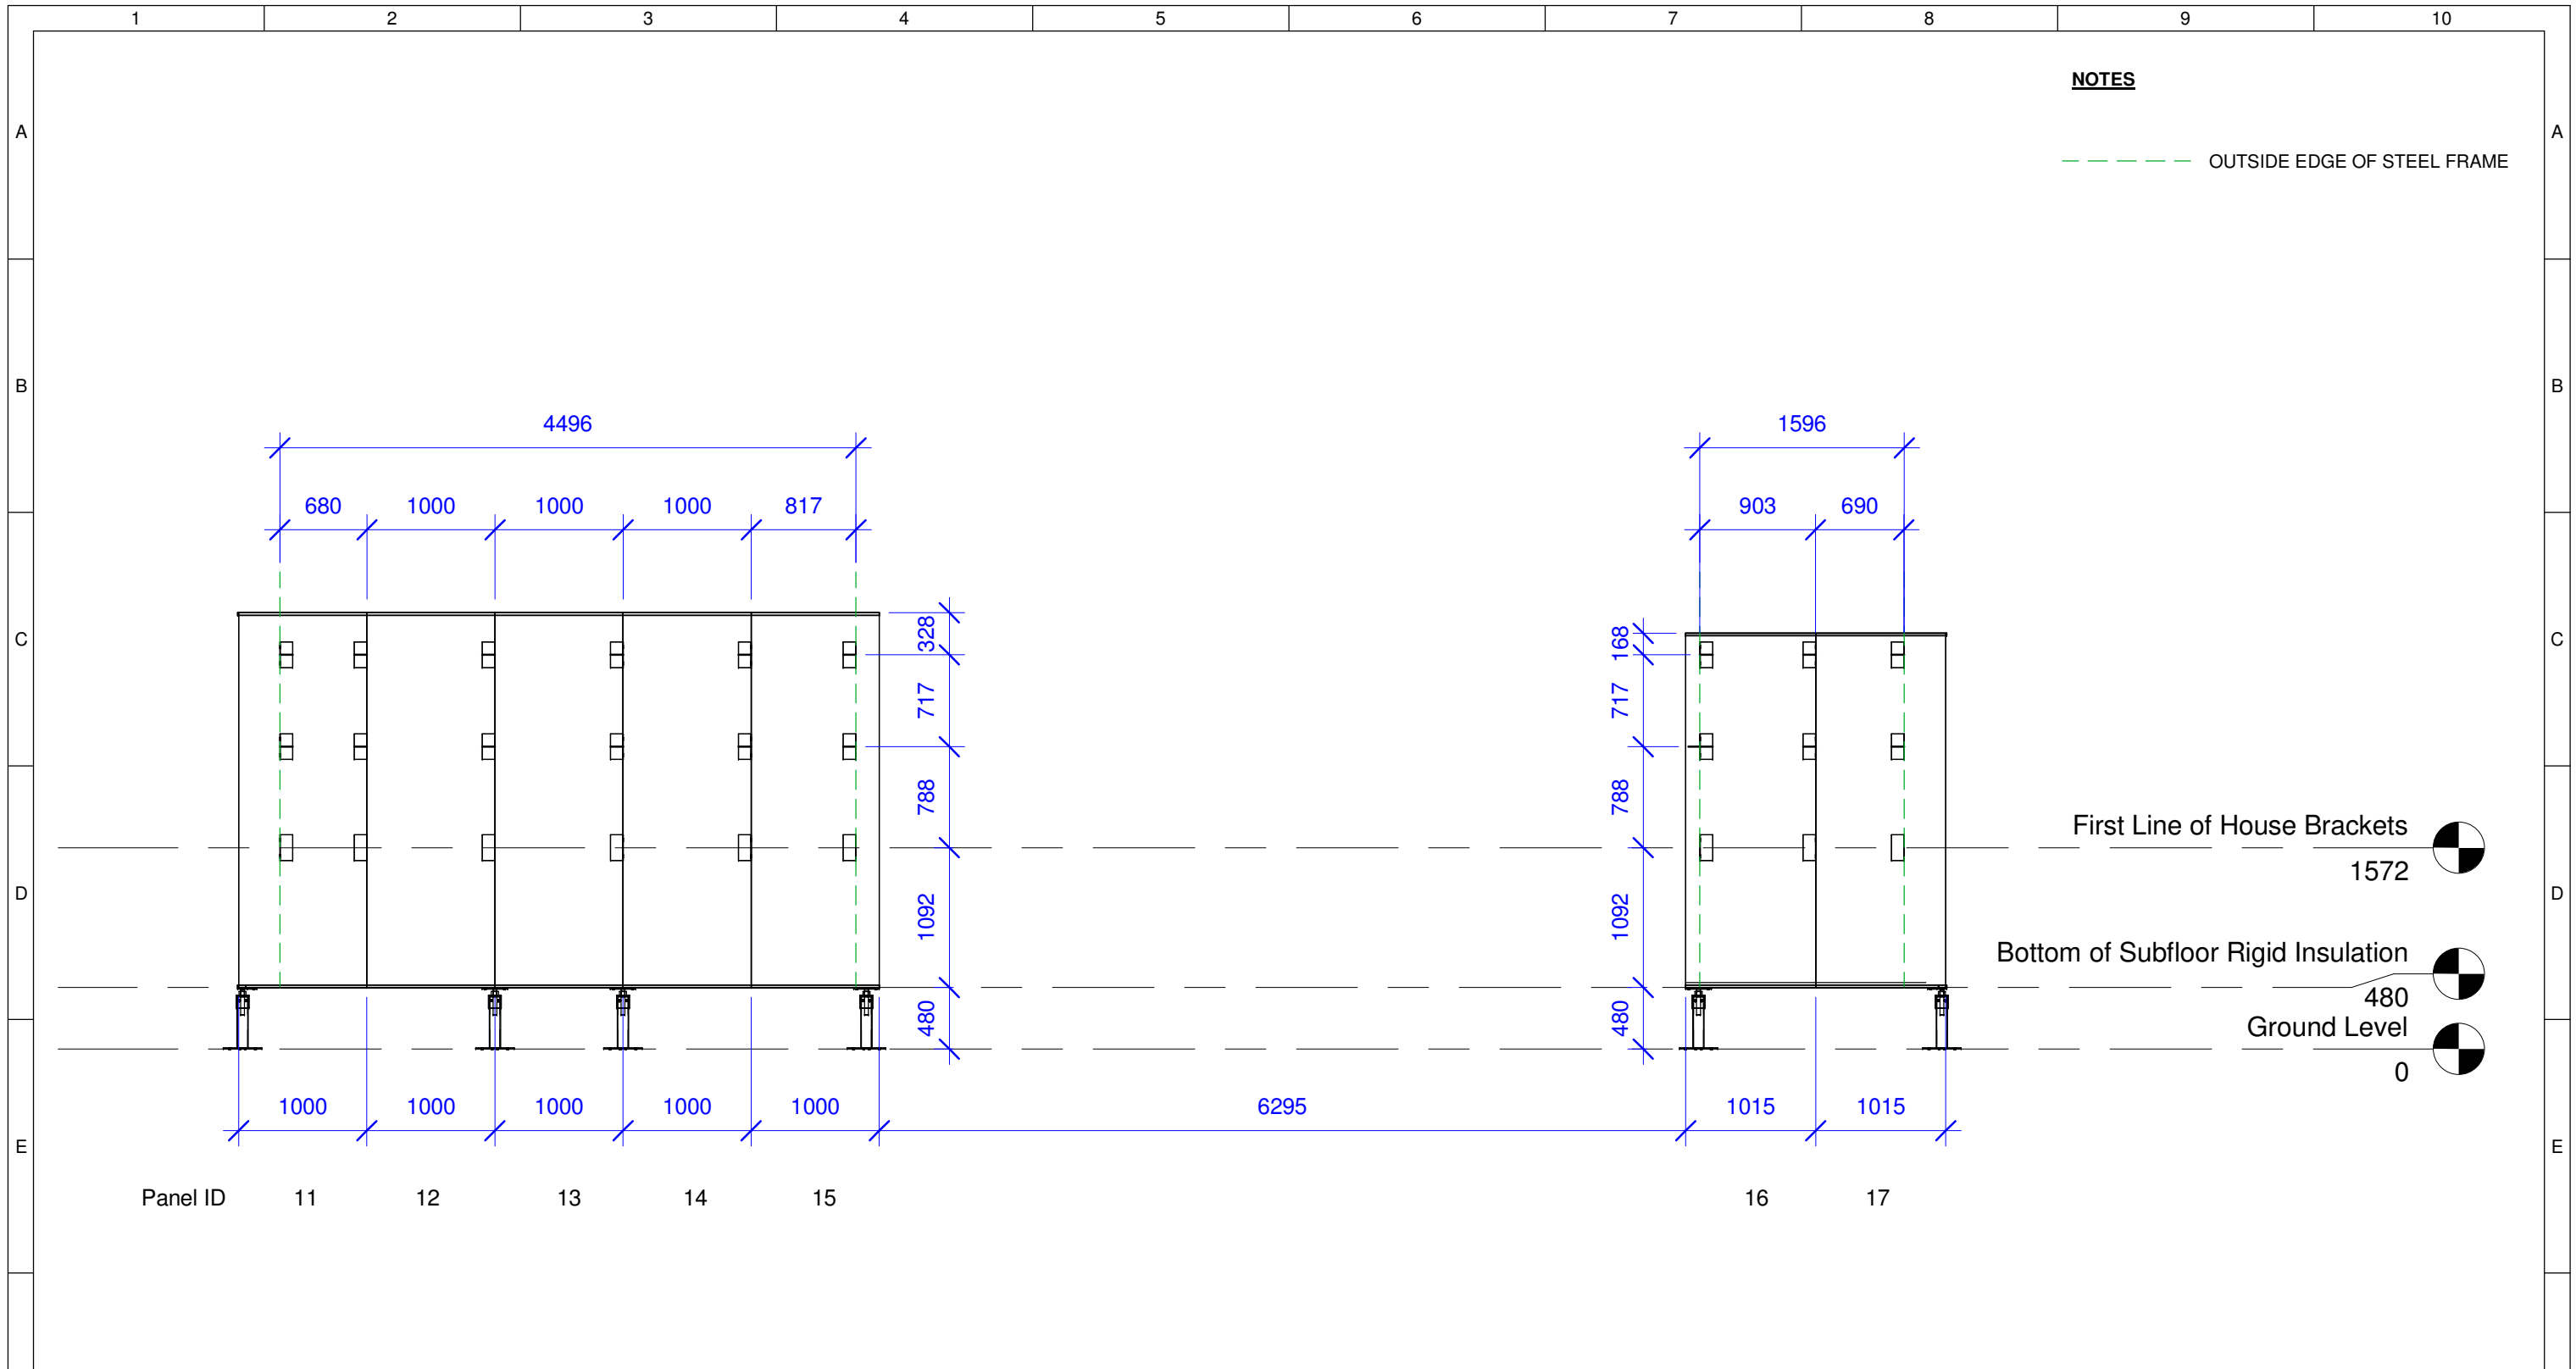 1 2 3 4 5 6 7 8 9 10
NOTES
A A
OUTSIDE EDGE OF STEEL FRAME
B B
4496 1596
680 1000 1000 1000 817 903 690
C C
328 168
717 717
788 788
First Line of House Brackets
1572
D D
1092 1092
Bottom of Subfloor Rigid Insulation
480
480 480
Ground Level
0
1000 1000 1000 1000 1000 6295 1015 1015
E E
Panel ID 11 12 13 14 15 16 17